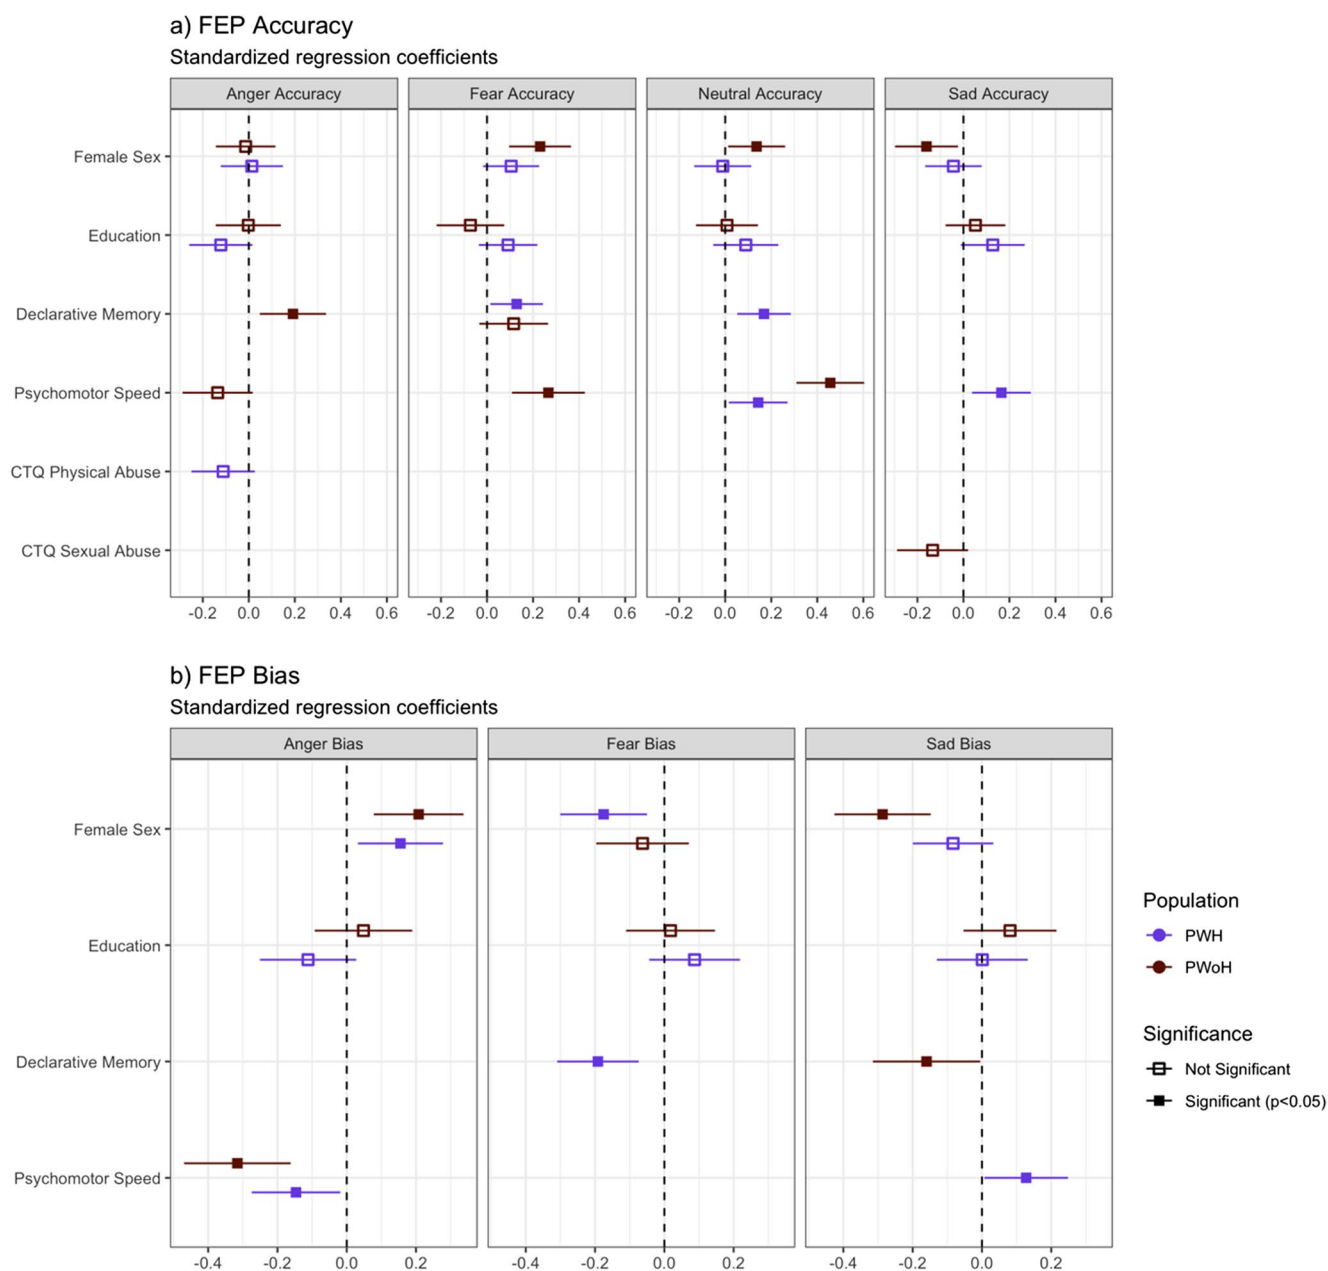 a) FEP Accuracy
Standardized regression coefficients
Anger Accuracy Fear Accuracy Neutral Accuracy Sad Accuracy
Female Sex
Education
Declarative Memory
Psychomotor Speed
CTQ Physical Abuse
CTQ Sexual Abuse
-0.2 0.0 0.2 0.4 0.6 -0.2 0.0 0.2 0.4 0.6 -0.2 0.0 0.2 0.4 0.6 -0.2 0.0 0.2 0.4 0.6
b) FEP Bias
Standardized regression coefficients
Anger Bias Fear Bias Sad Bias
Female Sex
Education
Declarative Memory
Psychomotor Speed
-0.4 -0.2 0.0 0.2 -0.4 -0.2 0.0 0.2 -0.4 -0.2 0.0 0.2
Population
PWH
PWoH
Significance
Not Significant
Significant (p<0.05)